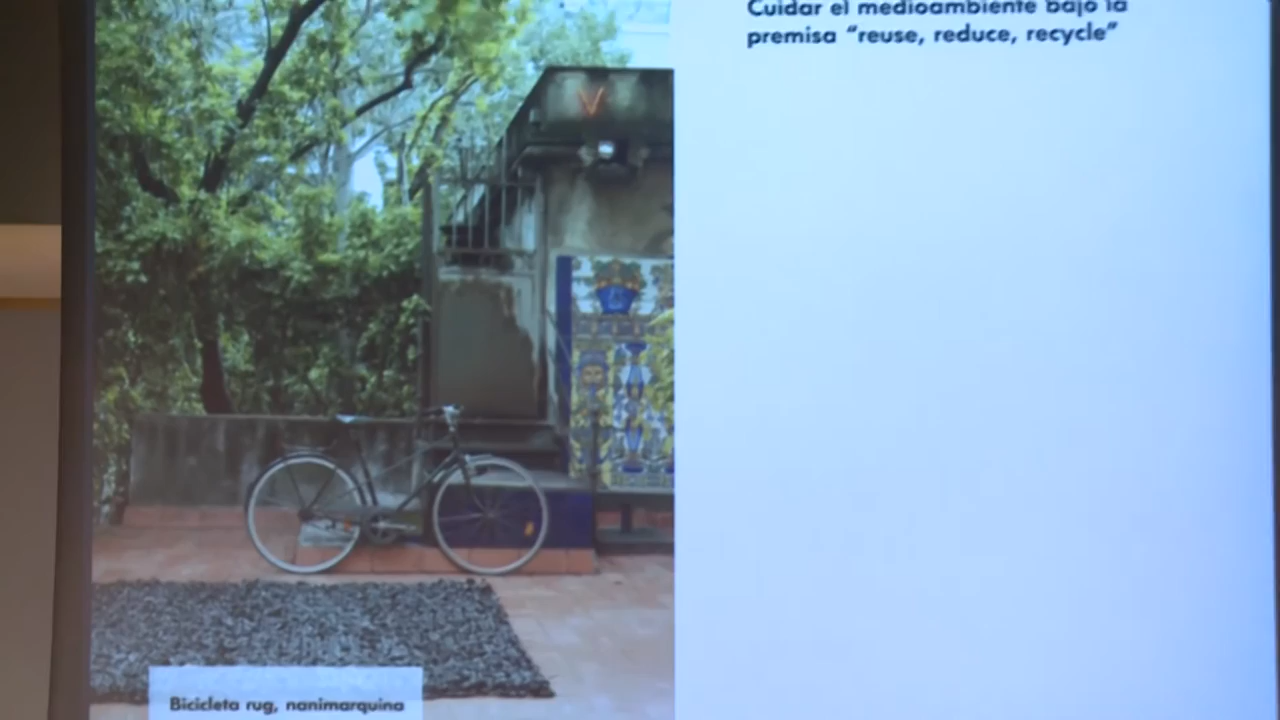 Cuidar el medioambiente bajo la
premisa "reuse, reduce, recycle"
V
Bicicleta rug, nanimarquina